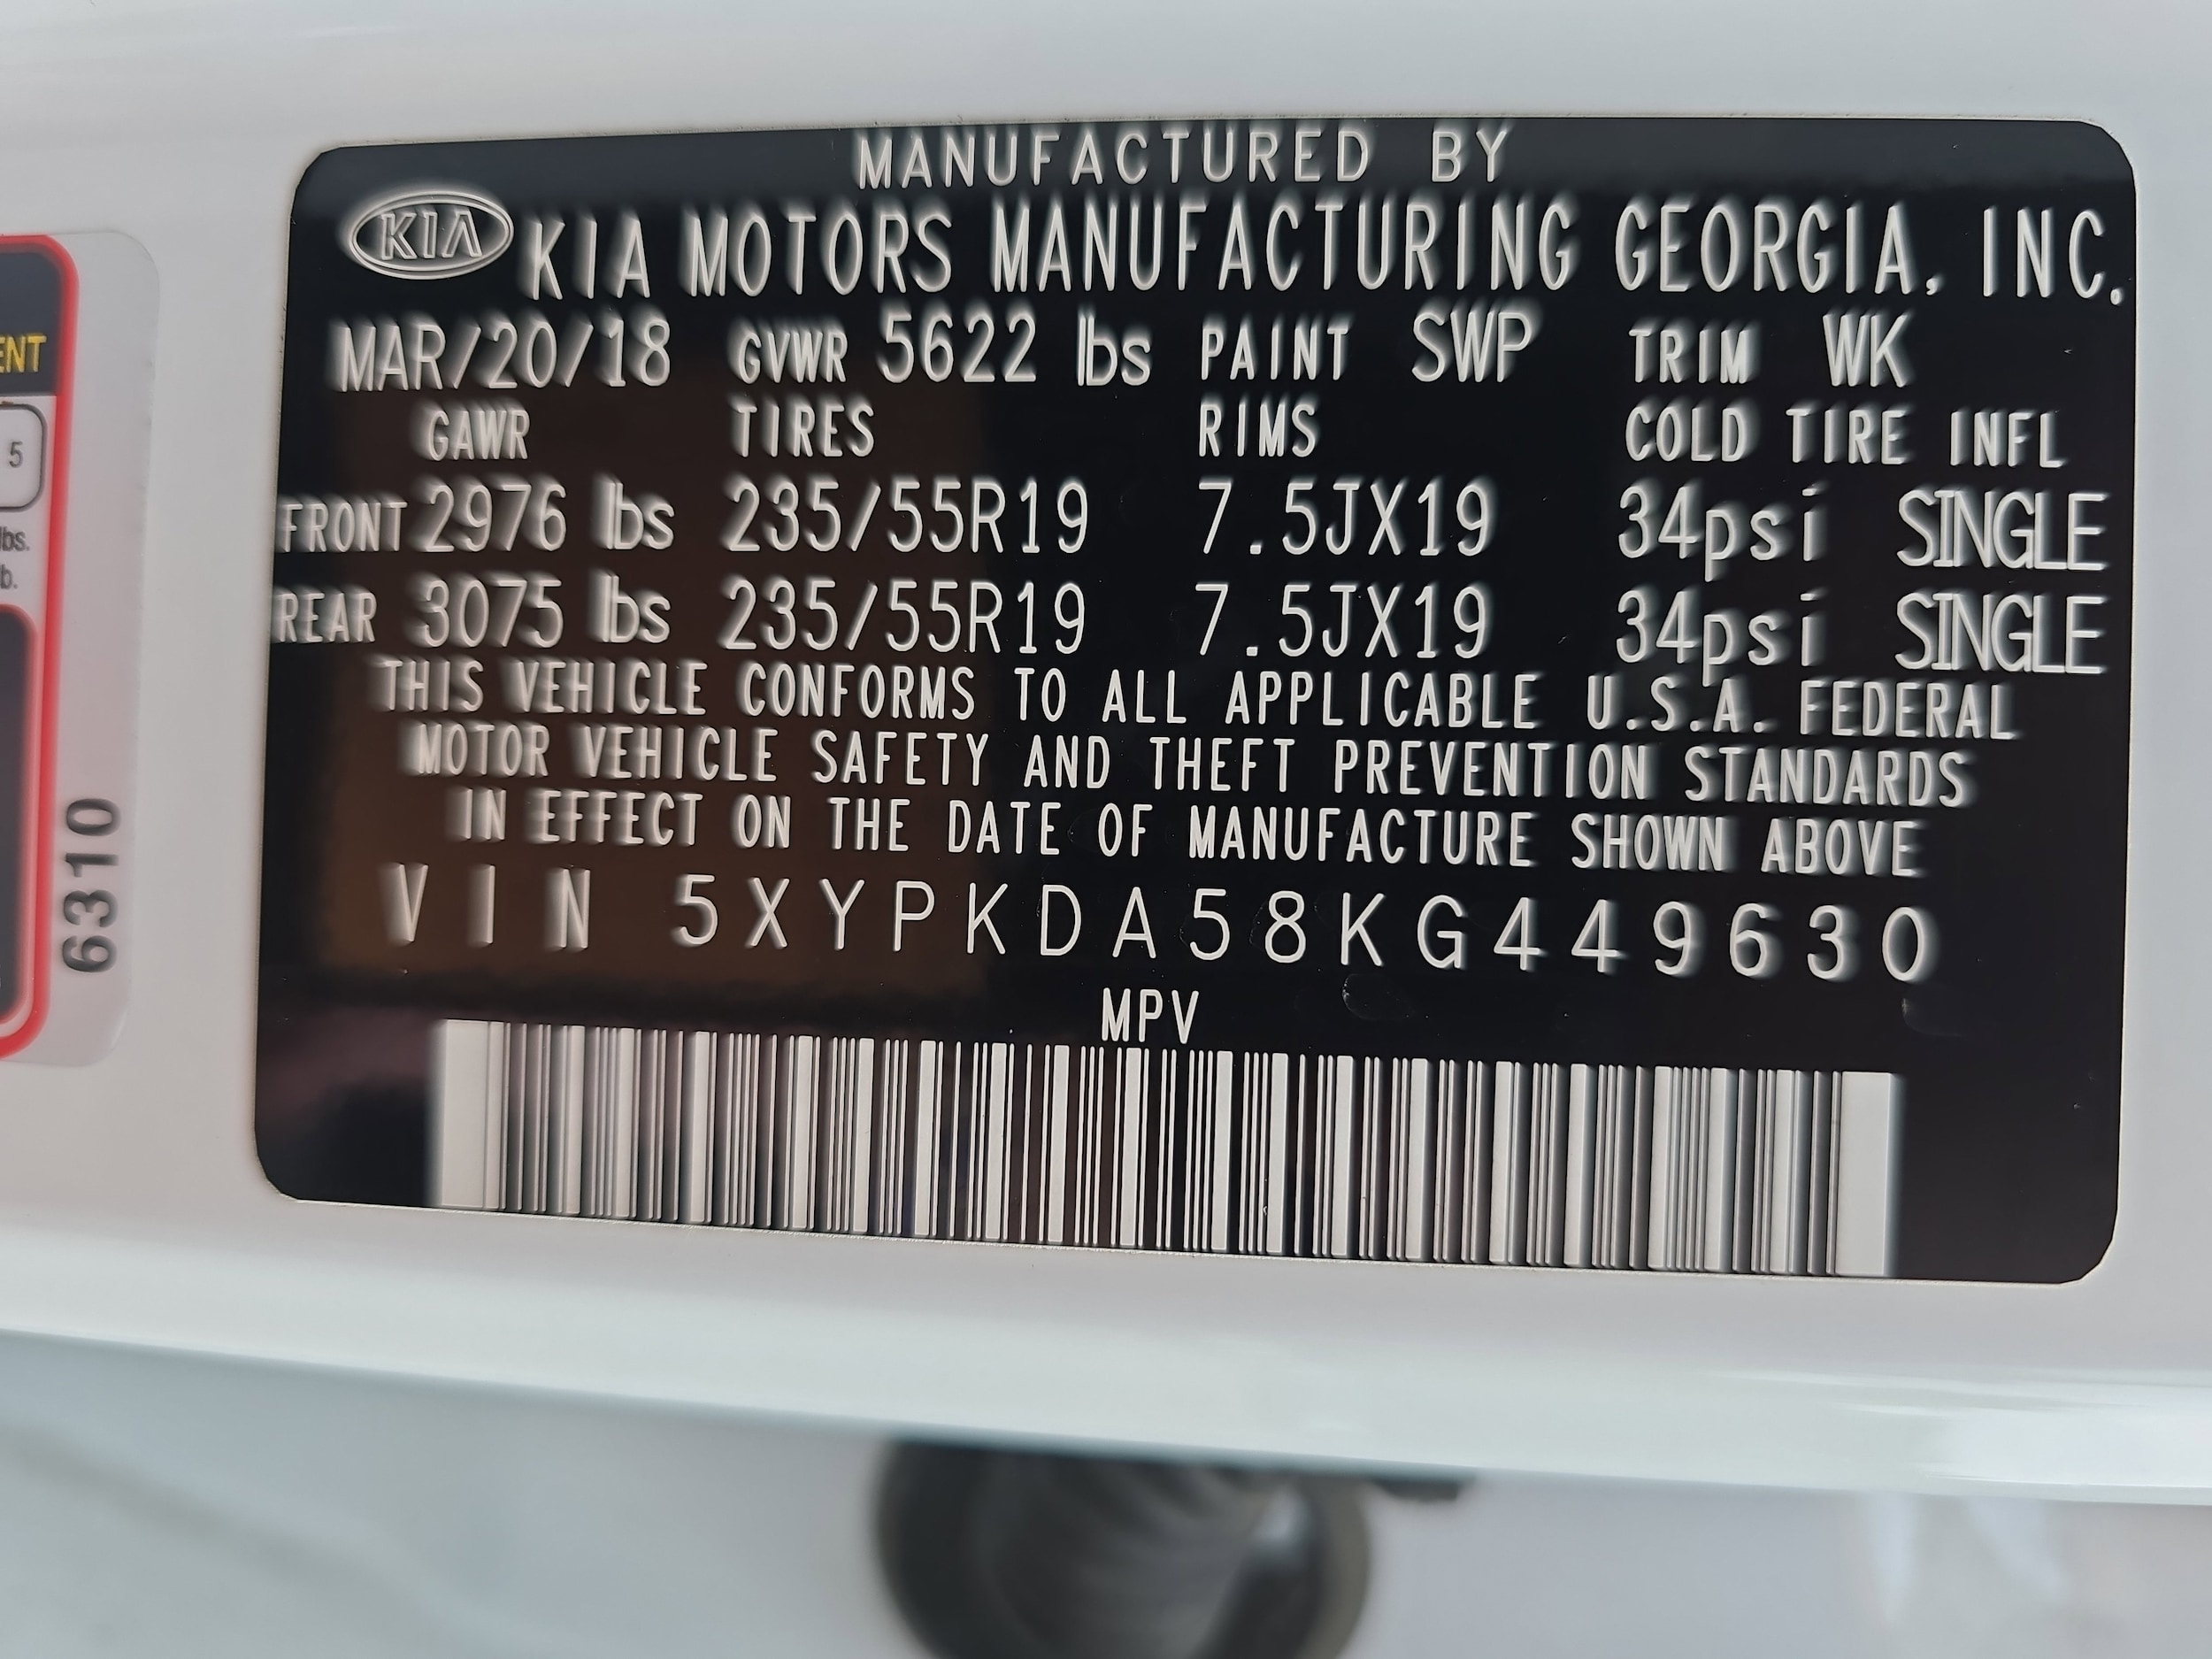 MANUFACTURED BY
KIA KIA MOTORS MANUFACTURING GEORGIA, INC.
MAR/20/18 GVWR 5622 lbs PAINT SWP TRIM WK
GAWR TIRES RIMS COLD TIRE INFL
FRONT 2976 lbs 235/55R19 7.5JX19 34psi SINGLE
REAR 3075 lbs 235/55R19 7.5JX19 34psi SINGLE
THIS VEHICLE CONFORMS TO ALL APPLICABLE U.S.A. FEDERAL
MOTOR VEHICLE SAFETY AND THEFT PREVENTION STANDARDS
IN EFFECT ON THE DATE OF MANUFACTURE SHOWN ABOVE
VIN 5XYPKDA58KG449630
MPV
5
lbs.
6310